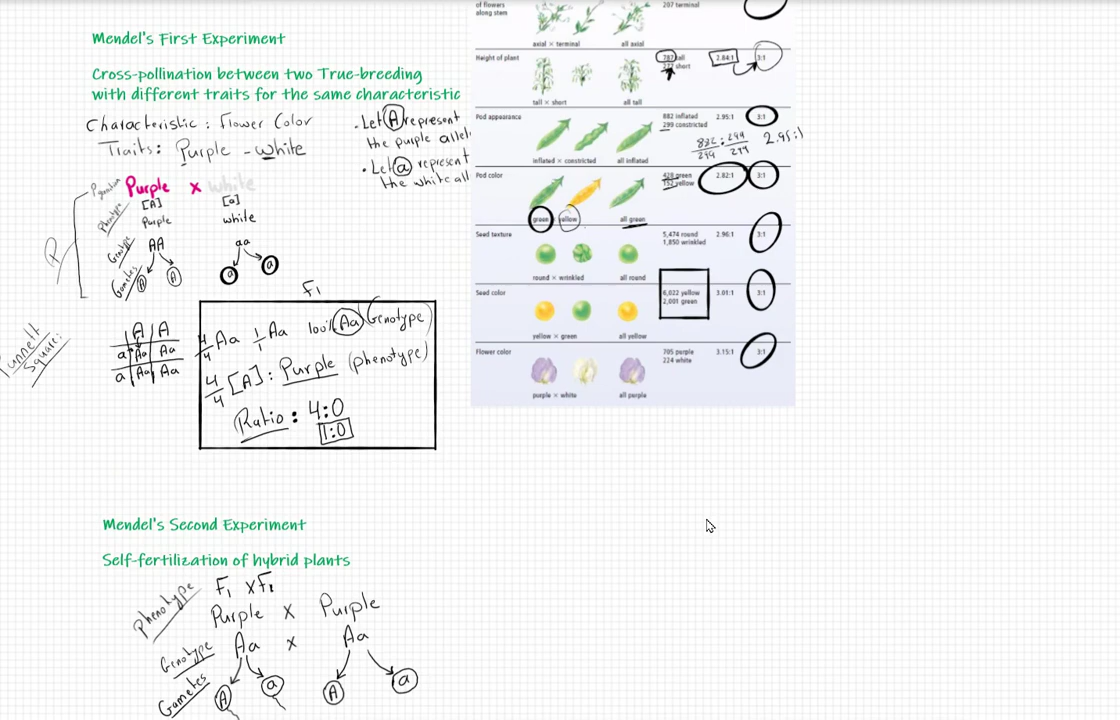 Mendel's First Experiment
Cross-pollination between two True-breeding
with different traits for the same characteristic
Characteristic : Flower Color
Traits: Purple - White
. Let A represent
the purple allele
. Let a represent
the white all
P
Purple x white
Phenotype [A] [a]
Purple white
Genotype AA aa
Gametes A A a a
Punnett
Square:
A A
a Aa Aa
a Aa Aa
F1
4/4 Aa 1/1 Aa 100% Aa (Genotype)
4/4 [A] : Purple (phenotype)
Ratio : 4:0
1:0
of flowers
along stem
207 terminal
axial x terminal all axial
Height of plant
787 tall 2.84:1 3:1
277 short
tall x short all tall
Pod appearance
882 inflated 2.95:1 3:1
299 constricted
882 : 299 2.95:1
299 299
inflated x constricted all inflated
Pod color
428 green 2.82:1 3:1
152 yellow
green yellow all green
Seed texture
5,474 round 2.96:1 3:1
1,850 wrinkled
round x wrinkled all round
Seed color
6,022 yellow 3.01:1 3:1
2,001 green
yellow x green all yellow
Flower color
705 purple 3.15:1 3:1
224 white
purple x white all purple
Mendel's Second Experiment
Self-fertilization of hybrid plants
F1 x F1
Phenotype Purple x Purple
Genotype Aa x Aa
Gametes A a A a